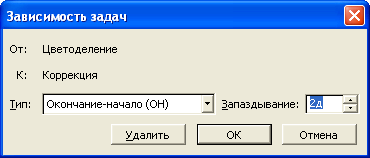 Зависимость задач
От: Цветоделение
К: Коррекция
Тип: Окончание-начало (ОН) Запаздывание: 2д
Удалить ОК Отмена